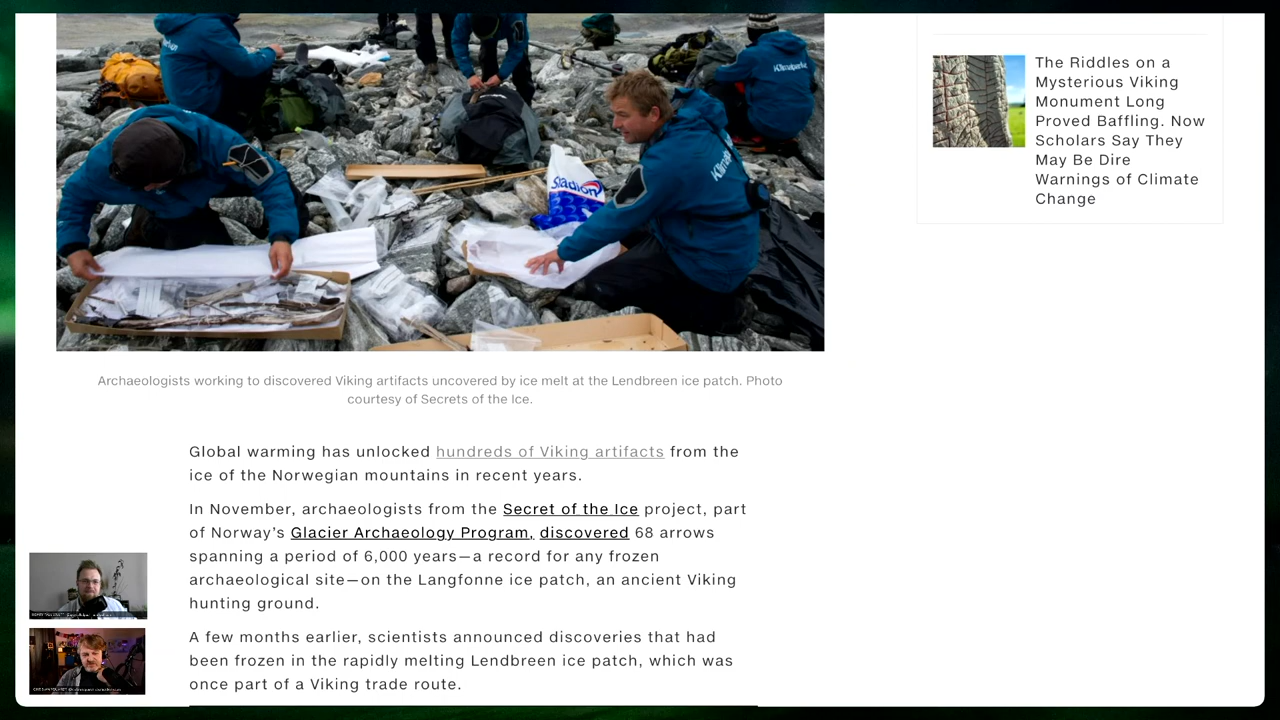 Klimapark
Klimapark
Stadion
The Riddles on a
Mysterious Viking
Monument Long
Proved Baffling. Now
Scholars Say They
May Be Dire
Warnings of Climate
Change
Archaeologists working to discovered Viking artifacts uncovered by ice melt at the Lendbreen ice patch. Photo
courtesy of Secrets of the Ice.
Global warming has unlocked hundreds of Viking artifacts from the
ice of the Norwegian mountains in recent years.
In November, archaeologists from the Secret of the Ice project, part
of Norway’s Glacier Archaeology Program, discovered 68 arrows
spanning a period of 6,000 years—a record for any frozen
archaeological site—on the Langfonne ice patch, an ancient Viking
hunting ground.
A few months earlier, scientists announced discoveries that had
been frozen in the rapidly melting Lendbreen ice patch, which was
once part of a Viking trade route.